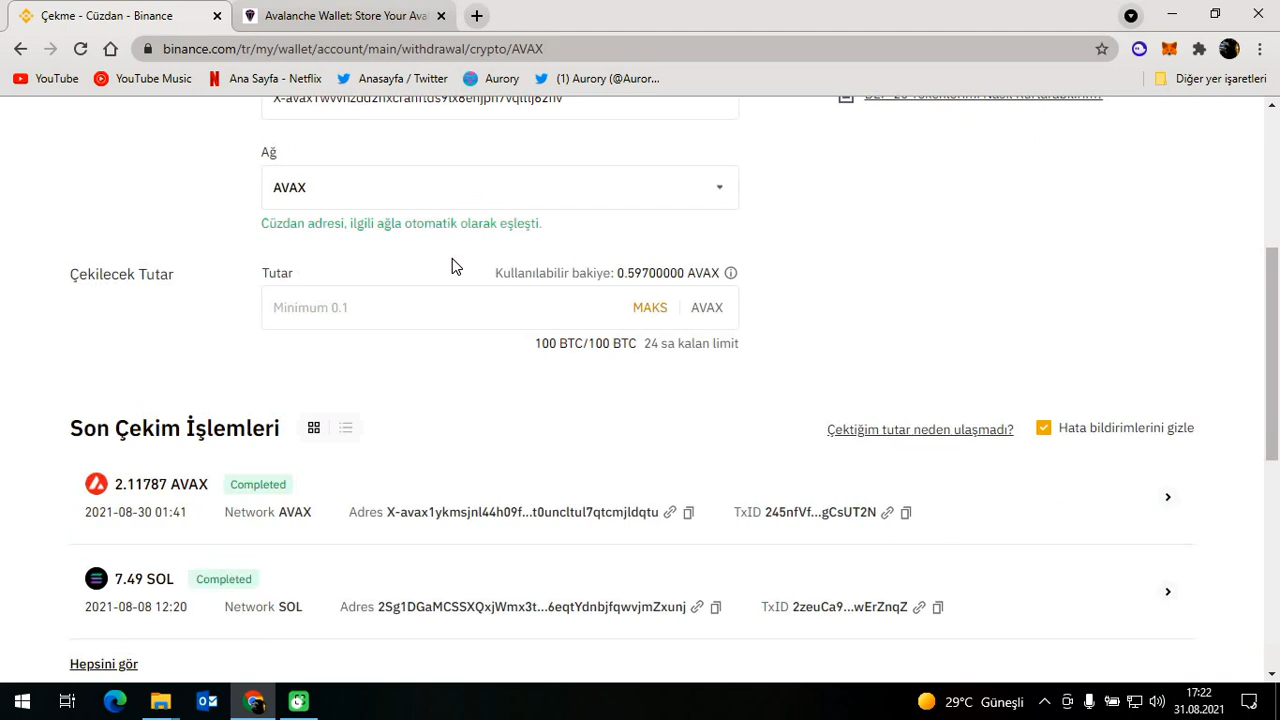 Çekme - Cüzdan - Binance
Avalanche Wallet: Store Your Ava
binance.com/tr/my/wallet/account/main/withdrawal/crypto/AVAX
YouTube
YouTube Music
Ana Sayfa - Netflix
Anasayfa / Twitter
Aurory
(1) Aurory (@Auror...
Diğer yer işaretleri
Ağ
AVAX
Cüzdan adresi, ilgili ağla otomatik olarak eşleşti.
Çekilecek Tutar
Tutar
Kullanılabilir bakiye: 0.59700000 AVAX
Minimum 0.1
MAKS
AVAX
100 BTC/100 BTC 24 sa kalan limit
Son Çekim İşlemleri
Çektiğim tutar neden ulaşmadı?
Hata bildirimlerini gizle
2.11787 AVAX
Completed
2021-08-30 01:41
Network AVAX
Adres X-avax1ykmsjnl44h09f...t0uncltul7qtcmjldqtu
TxID 245nfVf...gCsUT2N
7.49 SOL
Completed
2021-08-08 12:20
Network SOL
Adres 2Sg1DGaMCSSXQxjWmx3t...6eqtYdnbjfqwvjmZxunj
TxID 2zeuCa9...wErZnqZ
Hepsini gör
29°C Güneşli
17:22
31.08.2021